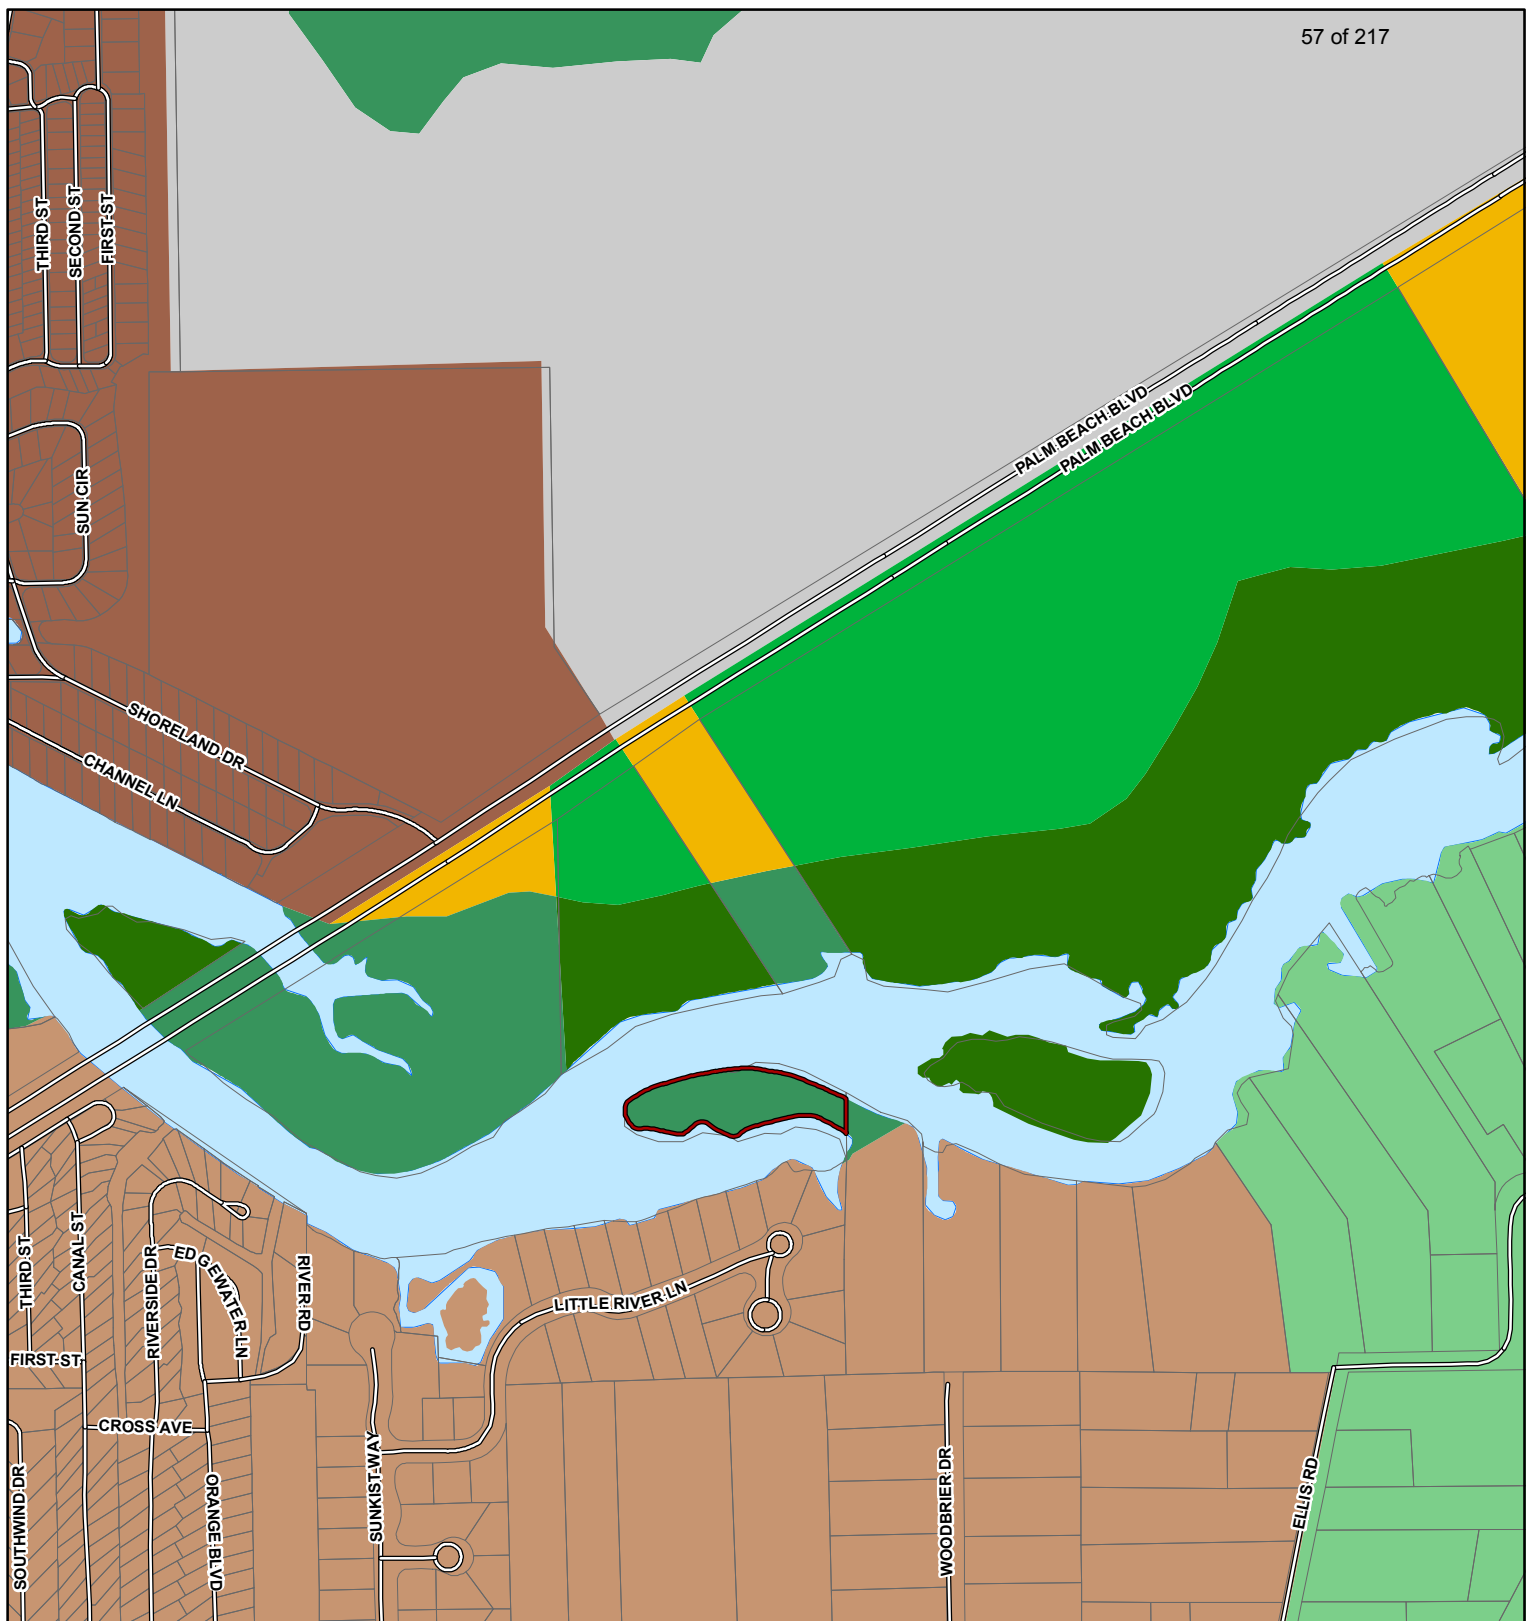 57 of 217
THIRD ST
SECOND ST
FIRST ST
PALM BEACH BLVD
PALM BEACH BLVD
SUN CIR
SHORELAND DR
CHANNEL LN
THIRD ST
CANAL ST
RIVERSIDE DR
EDGEWATER LN
RIVER RD
LITTLE RIVER LN
FIRST ST
CROSS AVE
SOUTHWIND DR
ORANGE BLVD
SUNKIST WAY
WOODBRIER DR
ELLIS RD